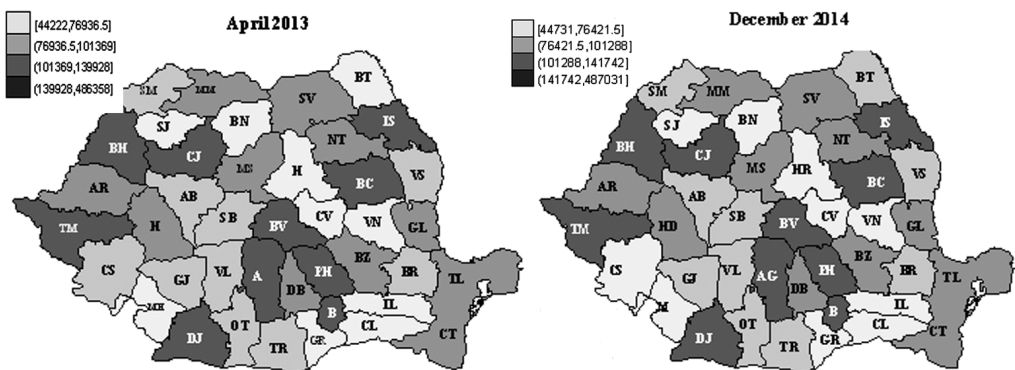 April 2013
[44222,76936.5]
(76936.5,101369]
(101369,139928]
(139928,486358]
BT
SM
MM
SV
IS
SJ
BN
NT
BH
CJ
MS
H
VS
BC
AR
AB
SB
CV
VN
GL
TM
H
BV
CS
GJ
VL
A
DB
PH
BZ
BR
TL
B
IL
DJ
OT
TR
GR
CL
CT
December 2014
[44731,76421.5]
(76421.5,101288]
(101288,141742]
(141742,487031]
BT
SM
MM
SV
IS
SJ
BN
NT
BH
CJ
MS
HR
VS
BC
AR
AB
SB
CV
VN
GL
TM
HD
BV
CS
GJ
VL
AG
DB
PH
BZ
BR
TL
M
B
IL
DJ
OT
TR
GR
CL
CT